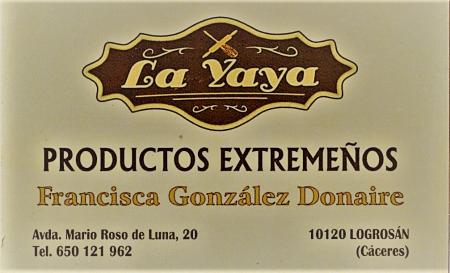 La Yaya
PRODUCTOS EXTREMEÑOS
Francisca González Donaire
Avda. Mario Roso de Luna, 20
10120 LOGROSÁN
Tel. 650 121 962
(Cáceres)